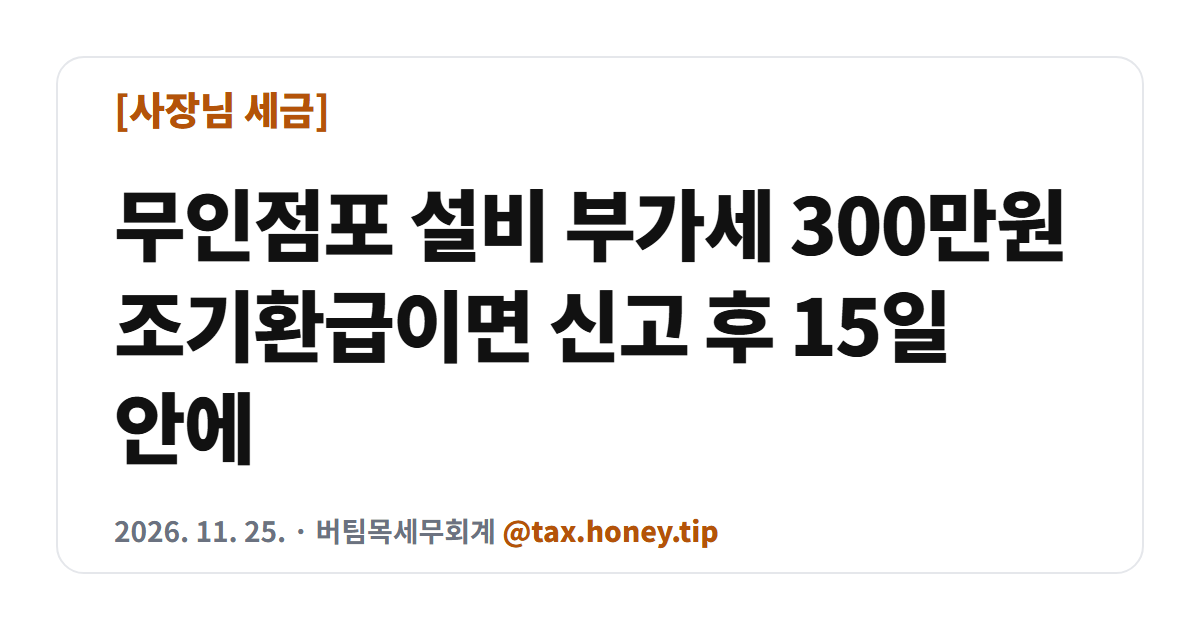 [사장님 세금]
무인점포 설비 부가세 300만원
조기환급이면 신고 후 15일
안에
2026. 11. 25. · 버팀목세무회계 @tax.honey.tip